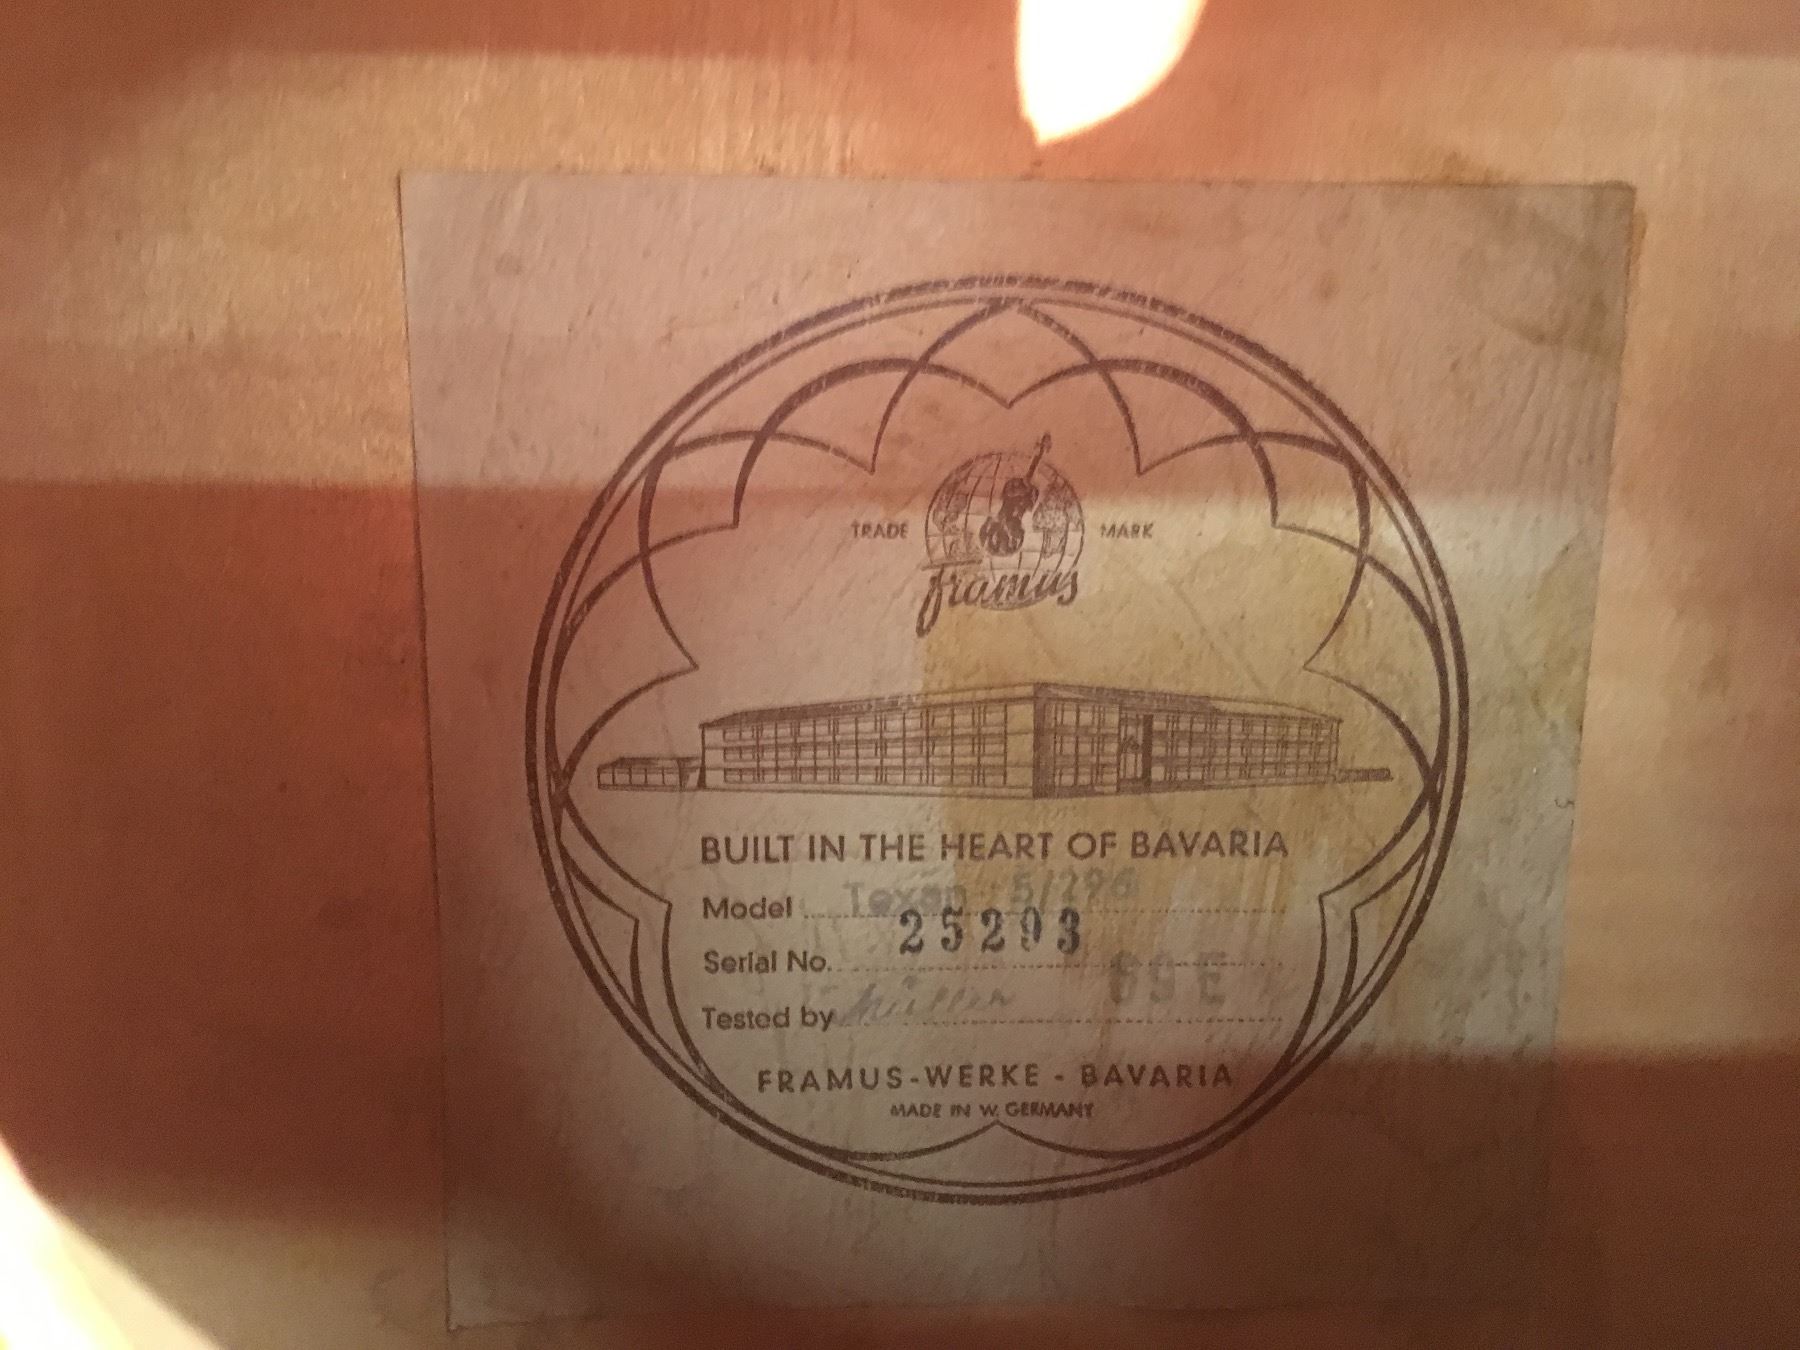 TRADE MARK
framus
BUILT IN THE HEART OF BAVARIA
Model Texan 5/296
25293
Serial No.
69E
Tested by Müller
FRAMUS-WERKE - BAVARIA
MADE IN W. GERMANY